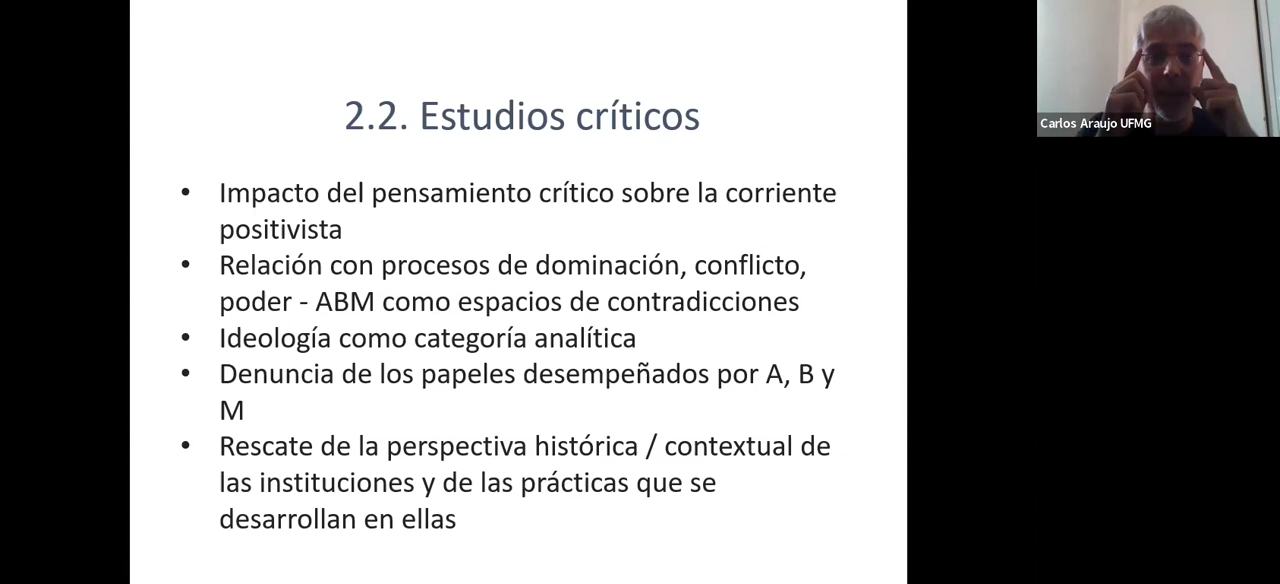 2.2. Estudios críticos
• Impacto del pensamiento crítico sobre la corriente
positivista
• Relación con procesos de dominación, conflicto,
poder - ABM como espacios de contradicciones
• Ideología como categoría analítica
• Denuncia de los papeles desempeñados por A, B y
M
• Rescate de la perspectiva histórica / contextual de
las instituciones y de las prácticas que se
desarrollan en ellas
Carlos Araujo UFMG